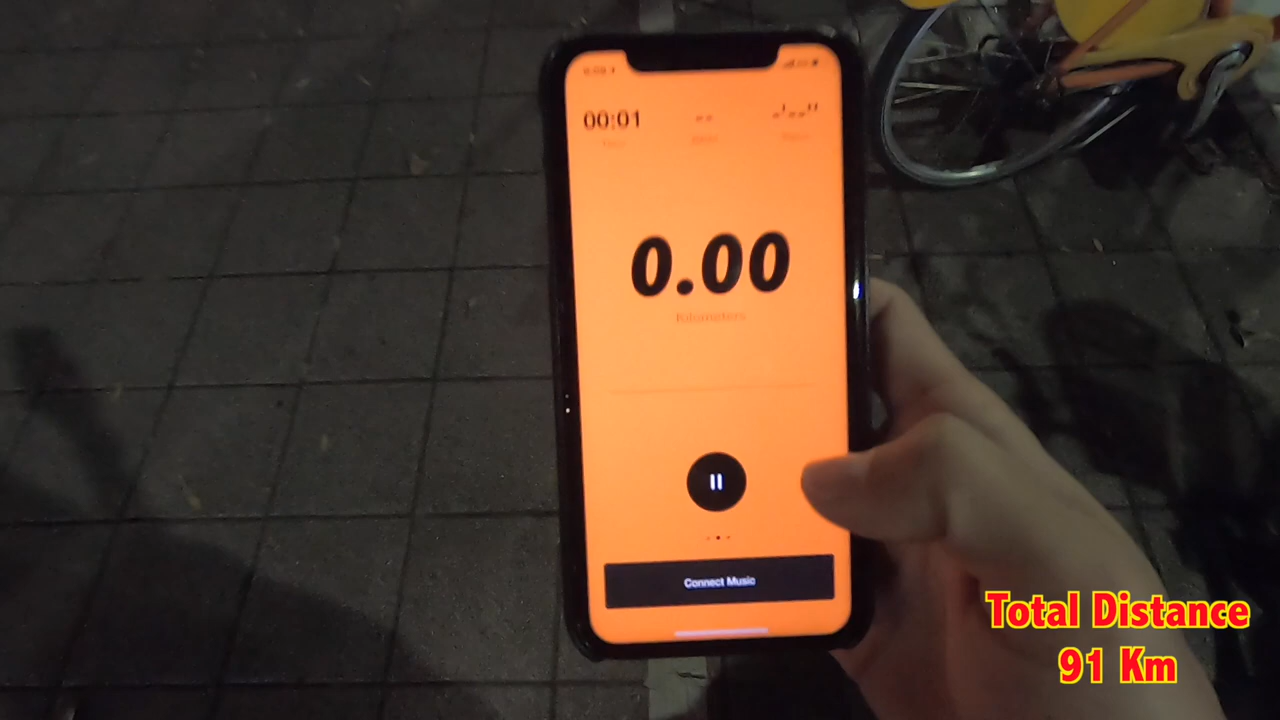 00:01
--
0.00
Kilometers
Connect Music
Total Distance
91 Km